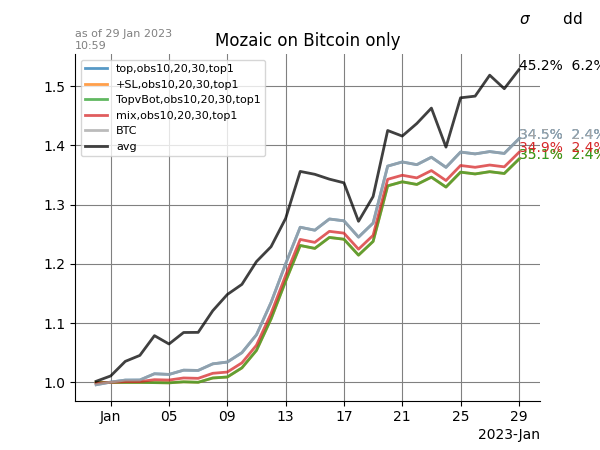 σ dd
as of 29 Jan 2023
10:59
Mozaic on Bitcoin only
top,obs10,20,30,top1
+SL,obs10,20,30,top1
TopvBot,obs10,20,30,top1
mix,obs10,20,30,top1
BTC
avg
45.2% 6.2%
34.5% 2.4%
34.9% 2.4%
35.1% 2.4%
1.5
1.4
1.3
1.2
1.1
1.0
Jan 05 09 13 17 21 25 29
2023-Jan